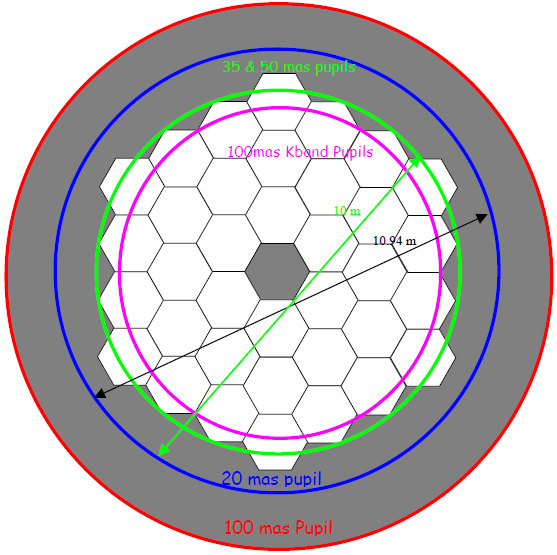 35 & 50 mas pupils
100mas Kband Pupils
10 m
10.94 m
20 mas pupil
100 mas Pupil